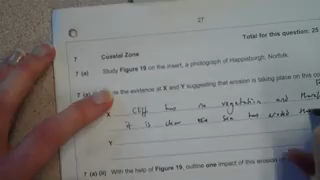 27
Total for this question: 25
7 Coastal Zone
7 (a) Study Figure 19 on the insert, a photograph of Happisburgh, Norfolk.
7 (a) the evidence at X and Y suggesting that erosion is taking place on this
X Cliff has no vegetation and
it is clear the sea has eroded
Y
7 (a) (ii) With the help of Figure 19, outline one impact of this erosion